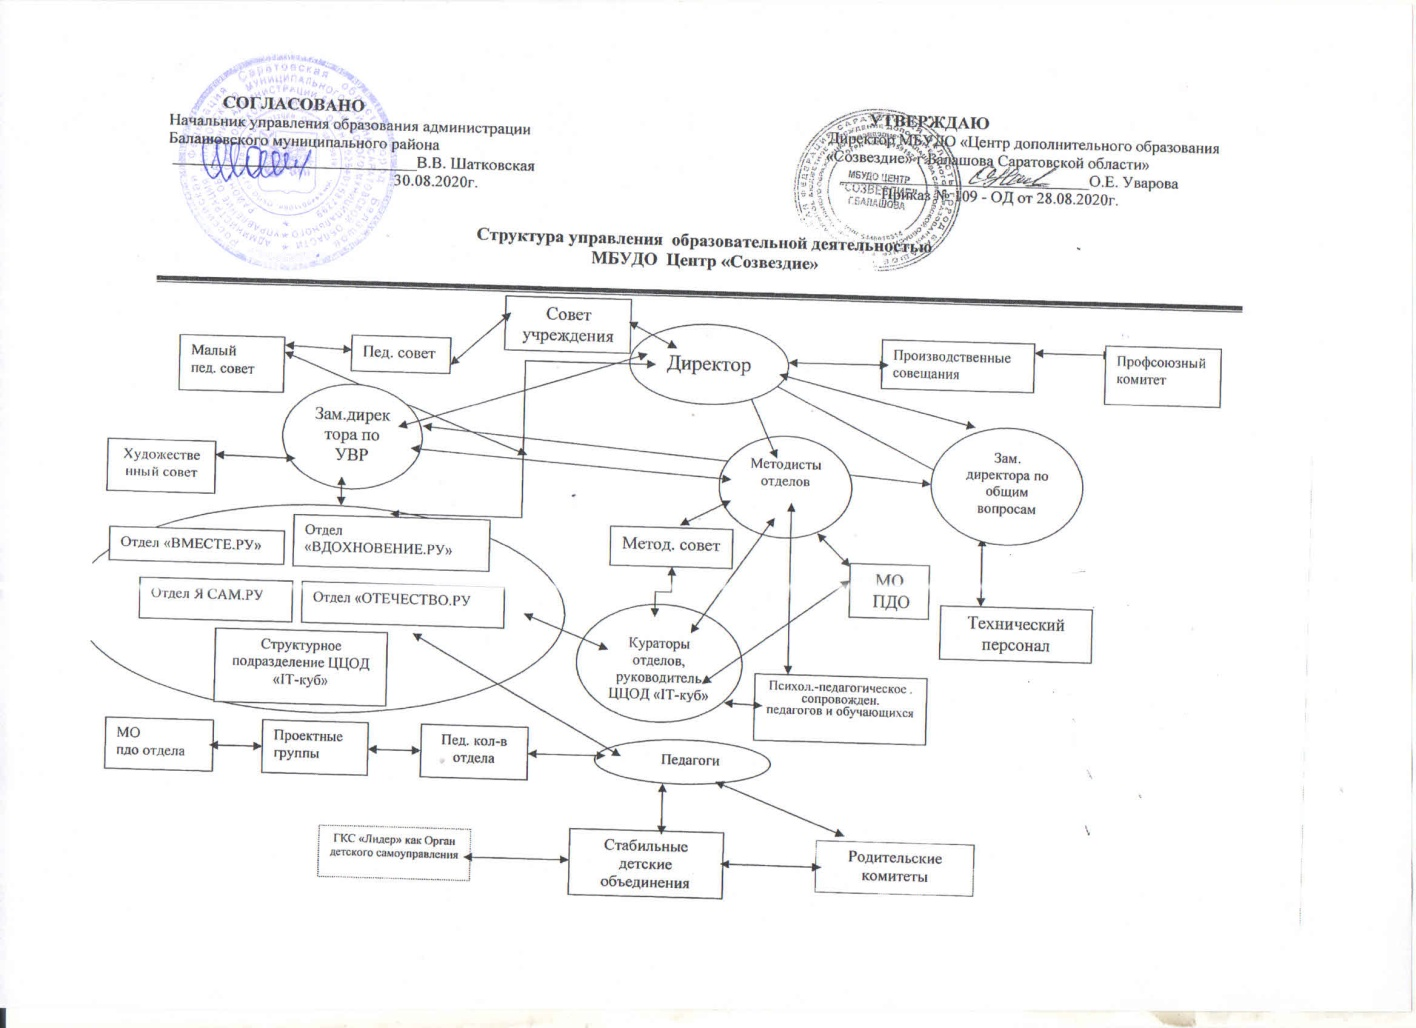 СОГЛАСОВАНО
Начальник управления образования администрации
Балашовского муниципального района
В.В. Шатковская
30.08.2020г.
УТВЕРЖДАЮ
Директор МБУДО «Центр дополнительного образования
«Созвездие» г Балашова Саратовской области»
О.Е. Уварова
Приказ № 109 - ОД от 28.08.2020г.
МБУДО ЦЕНТР
"СОЗВЕЗДИЕ"
Г.БАЛАШОВА
Структура управления образовательной деятельностью
МБУДО Центр «Созвездие»
Совет
учреждения
Малый
пед. совет
Пед. совет
Директор
Производственные
совещания
Профсоюзный
комитет
Зам.дирек
тора по
УВР
Художестве
нный совет
Методисты
отделов
Зам.
директора по
общим
вопросам
Отдел «ВМЕСТЕ.РУ»
Отдел
«ВДОХНОВЕНИЕ.РУ»
Метод. совет
Отдел Я САМ.РУ
Отдел «ОТЕЧЕСТВО.РУ
МО
ПДО
Технический
персонал
Структурное
подразделение ЦЦОД
«IT-куб»
Кураторы
отделов,
руководитель
ЦЦОД «IT-куб»
Психол.-педагогическое .
сопровожден.
педагогов и обучающихся
МО
пдо отдела
Проектные
группы
Пед. кол-в
отдела
Педагоги
ГКС «Лидер» как Орган
детского самоуправления
Стабильные
детские
объединения
Родительские
комитеты